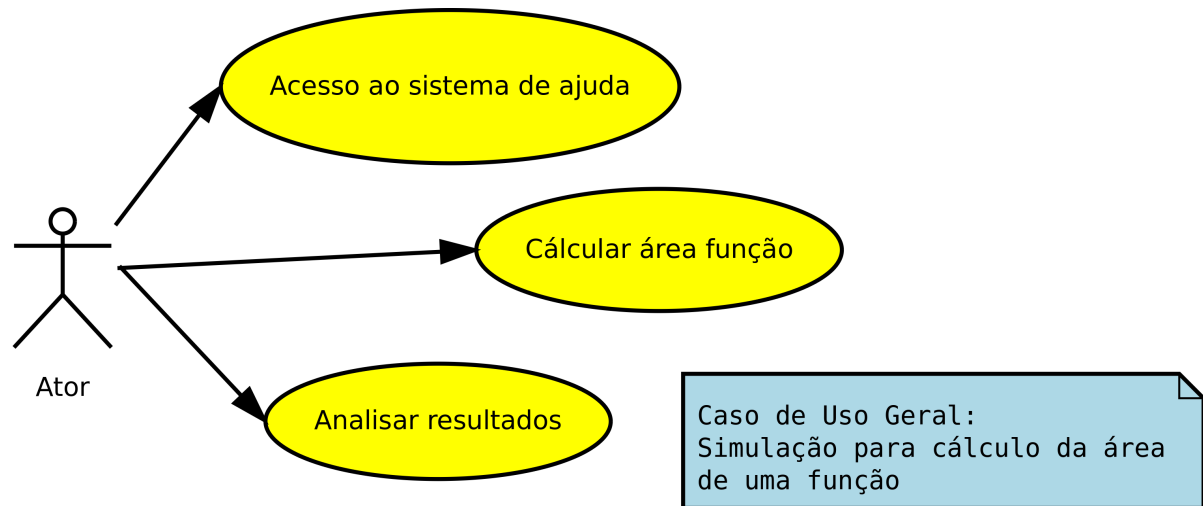 Acesso ao sistema de ajuda
Cálcular área função
Ator
Analisar resultados
Caso de Uso Geral:
Simulação para cálculo da área
de uma função